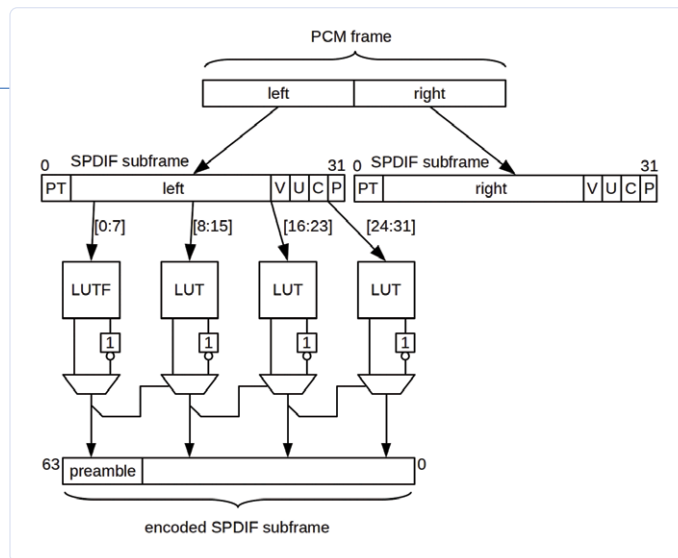 PCM frame
left right
0 SPDIF subframe 31 0 SPDIF subframe 31
PT left V U C P PT right V U C P
[0:7] [8:15] [16:23] [24:31]
LUTF LUT LUT LUT
1 1 1 1
63 preamble 0
encoded SPDIF subframe